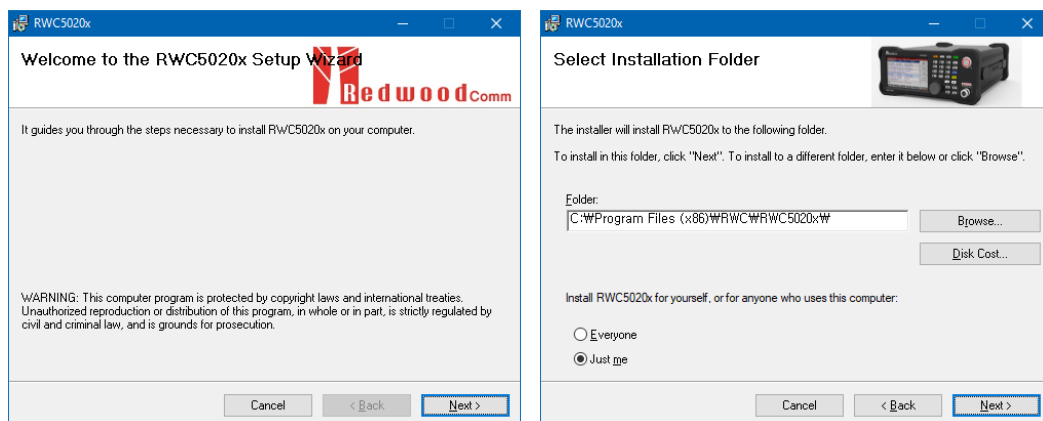 RWC5020x
Welcome to the RWC5020x Setup Wizard
RedwoodComm
It guides you through the steps necessary to install RWC5020x on your computer.
WARNING: This computer program is protected by copyright laws and international treaties.
Unauthorized reproduction or distribution of this program, in whole or in part, is strictly regulated by
civil and criminal law, and is grounds for prosecution.
Cancel
< Back
Next >
RWC5020x
Select Installation Folder
The installer will install RWC5020x to the following folder.
To install in this folder, click "Next". To install to a different folder, enter it below or click "Browse".
Folder:
C:₩Program Files (x86)₩RWC₩RWC5020x₩
Browse...
Disk Cost...
Install RWC5020x for yourself, or for anyone who uses this computer:
Everyone
Just me
Cancel
< Back
Next >